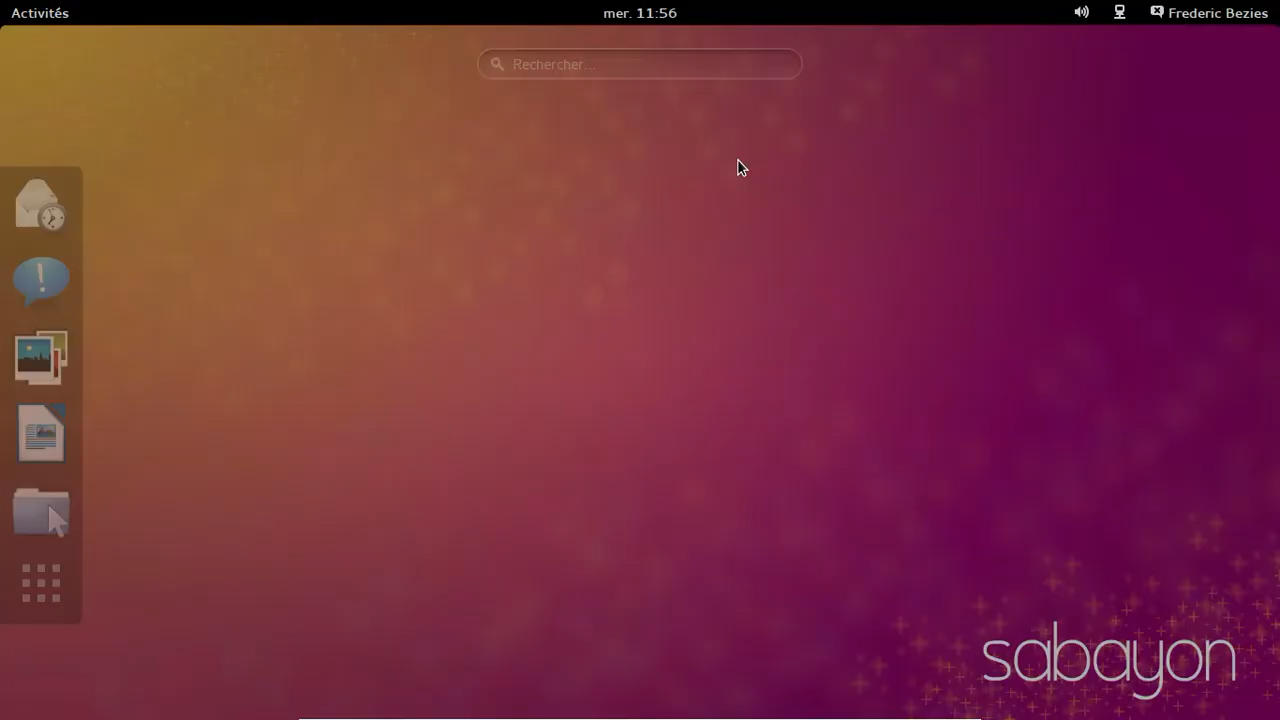 Activités
mer. 11:56
Frederic Bezies
Rechercher...
sabayon